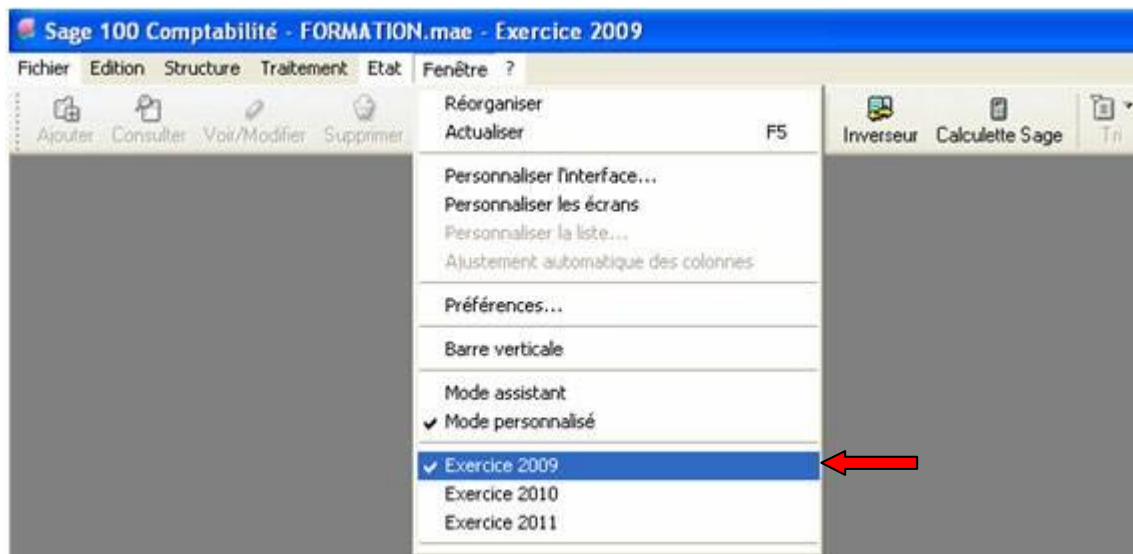 Sage 100 Comptabilité - FORMATION.mae - Exercice 2009
Fichier Edition Structure Traitement Etat Fenêtre ?
Ajouter Consulter Voir/Modifier Supprimer Inverseur Calculette Sage Tri
Réorganiser
Actualiser F5
Personnaliser l'interface...
Personnaliser les écrans
Personnaliser la liste...
Ajustement automatique des colonnes
Préférences...
Barre verticale
Mode assistant
Mode personnalisé
Exercice 2009
Exercice 2010
Exercice 2011